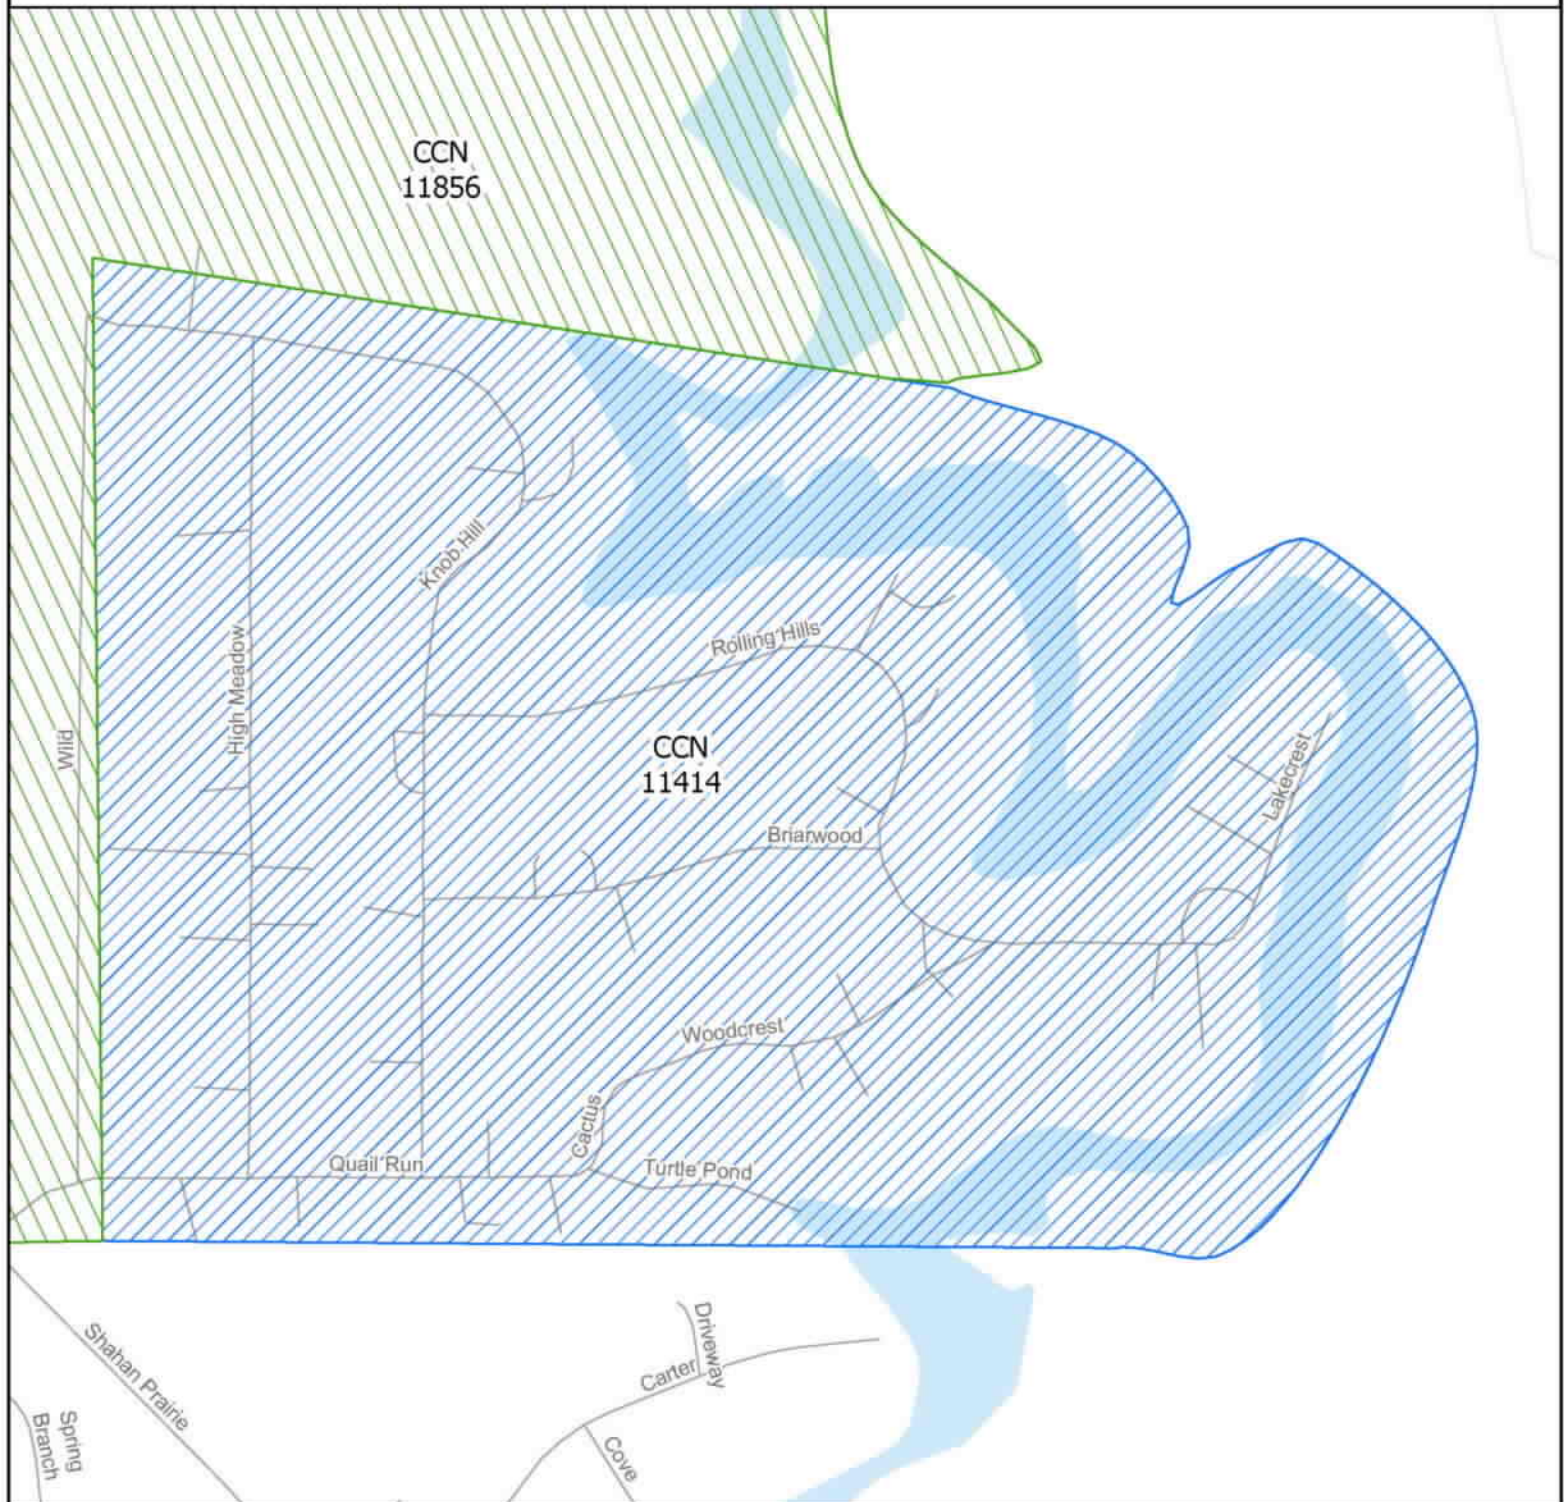 CCN
11856
Knob Hill
Rolling Hills
High Meadow
Wild
CCN
11414
Lakecrest
Briarwood
Woodcrest
Cactus
Quail Run
Turtle Pond
Driveway
Carter
Shahan Prairie
Spring
Branch
Cove